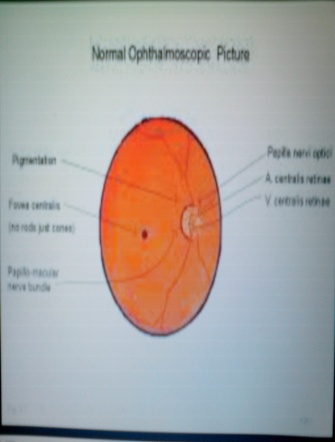 Normal Ophthalmoscopic Picture
Pigmentation
Fovea centralis
(no rods just cones)
Papillo-macular
nerve bundle
Papilla nervi optici
A. centralis retinae
V. centralis retinae